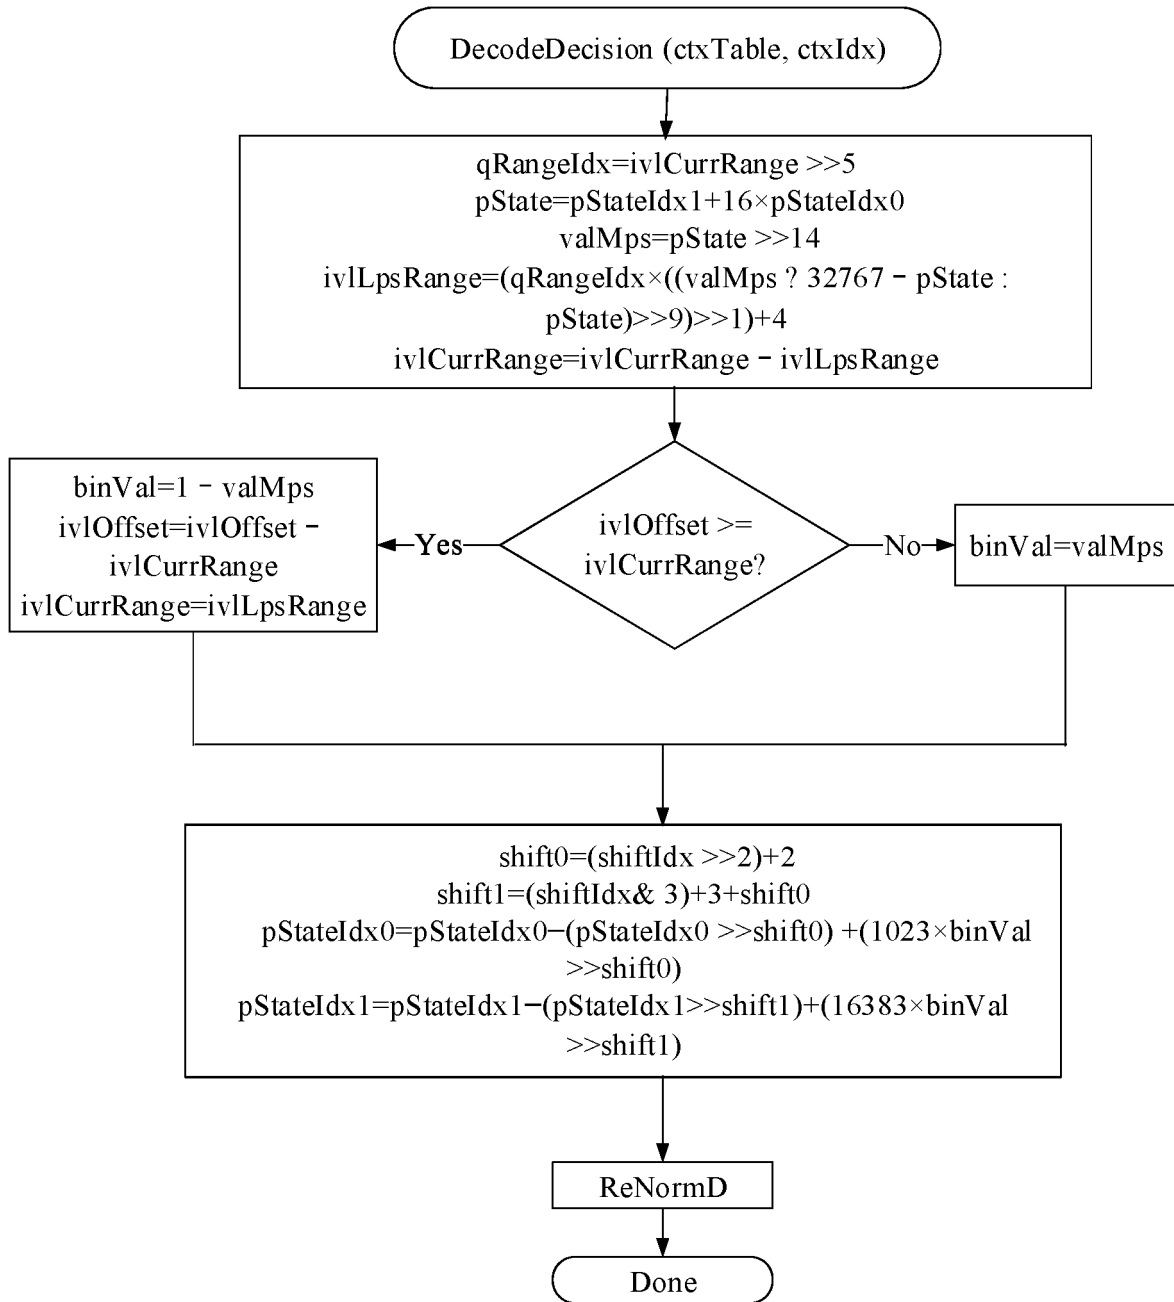 DecodeDecision (ctxTable, ctxIdx)
qRangeIdx=ivlCurrRange >>5
pState=pStateIdx1+16×pStateIdx0
valMps=pState >>14
ivlLpsRange=(qRangeIdx×((valMps ? 32767 − pState :
pState)>>9)>>1)+4
ivlCurrRange=ivlCurrRange − ivlLpsRange
ivlOffset >=
ivlCurrRange?
Yes
No
binVal=1 − valMps
ivlOffset=ivlOffset −
ivlCurrRange
ivlCurrRange=ivlLpsRange
binVal=valMps
shift0=(shiftIdx >>2)+2
shift1=(shiftIdx& 3)+3+shift0
pStateIdx0=pStateIdx0−(pStateIdx0 >>shift0) +(1023×binVal
>>shift0)
pStateIdx1=pStateIdx1−(pStateIdx1>>shift1)+(16383×binVal
>>shift1)
ReNormD
Done